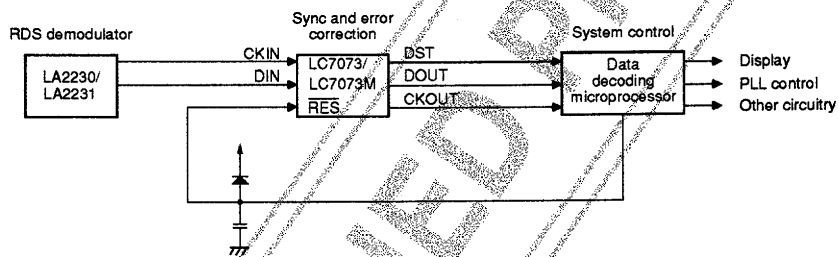 RDS demodulator
LA2230/
LA2231
CKIN
DIN
Sync and error
correction
LC7073/
LC7073M
RES
DST
DOUT
CKOUT
System control
Data
decoding
microprocessor
Display
PLL control
Other circuitry